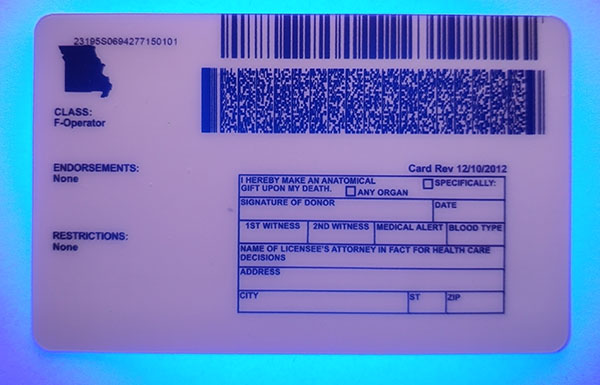 23195S0694277150101
CLASS:
F-Operator
ENDORSEMENTS:
None
RESTRICTIONS:
None
Card Rev 12/10/2012
I HEREBY MAKE AN ANATOMICAL
GIFT UPON MY DEATH. ANY ORGAN SPECIFICALLY:
SIGNATURE OF DONOR DATE
1ST WITNESS 2ND WITNESS MEDICAL ALERT BLOOD TYPE
NAME OF LICENSEE'S ATTORNEY IN FACT FOR HEALTH CARE
DECISIONS
ADDRESS
CITY ST ZIP